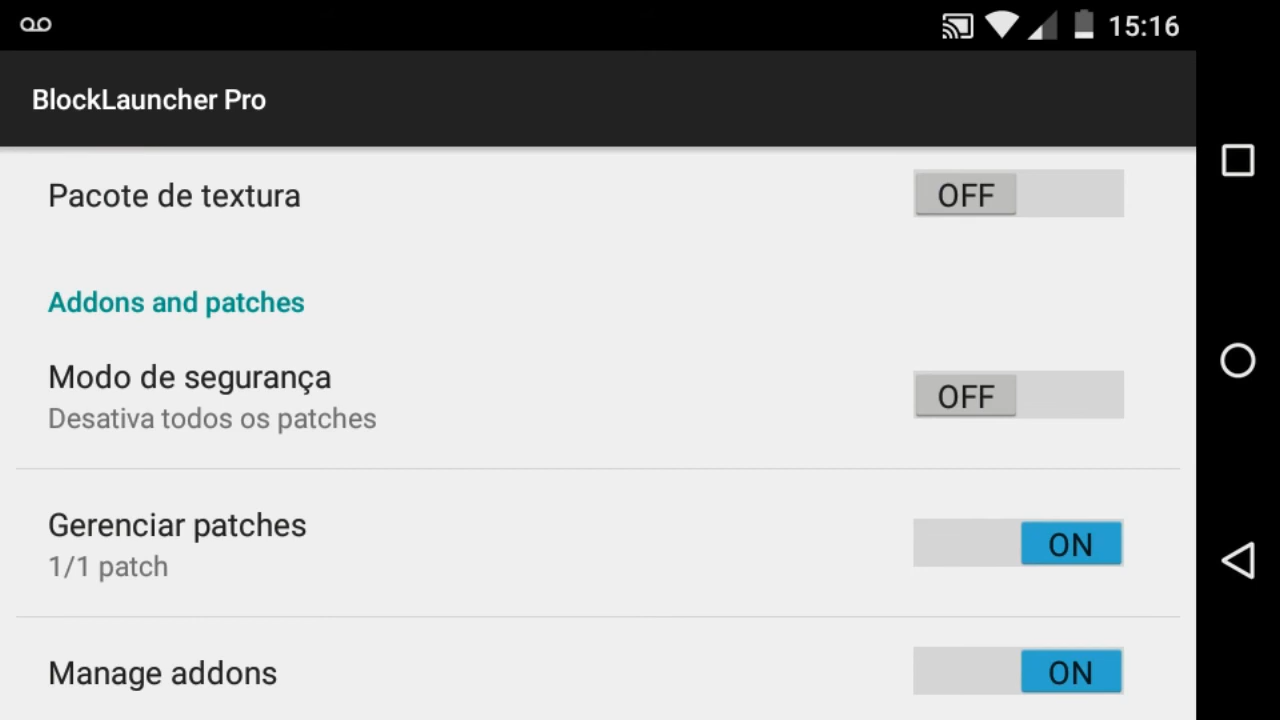 15:16
BlockLauncher Pro
Pacote de textura
OFF
Addons and patches
Modo de segurança
Desativa todos os patches
OFF
Gerenciar patches
1/1 patch
ON
Manage addons
ON